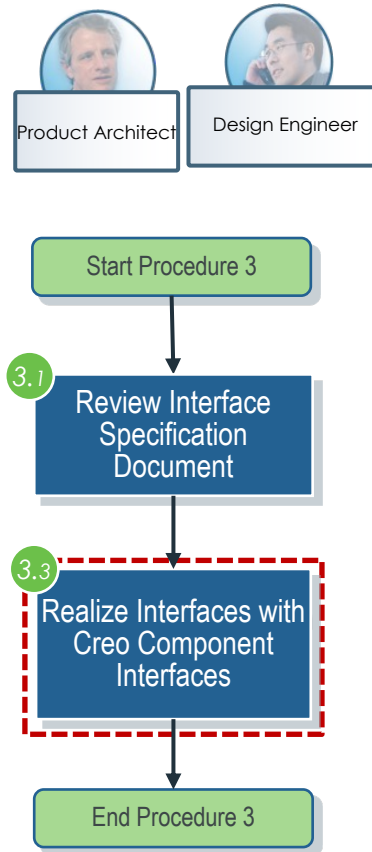 Product Architect
Design Engineer
Start Procedure 3
3.1
Review Interface
Specification
Document
3.3
Realize Interfaces with
Creo Component
Interfaces
End Procedure 3